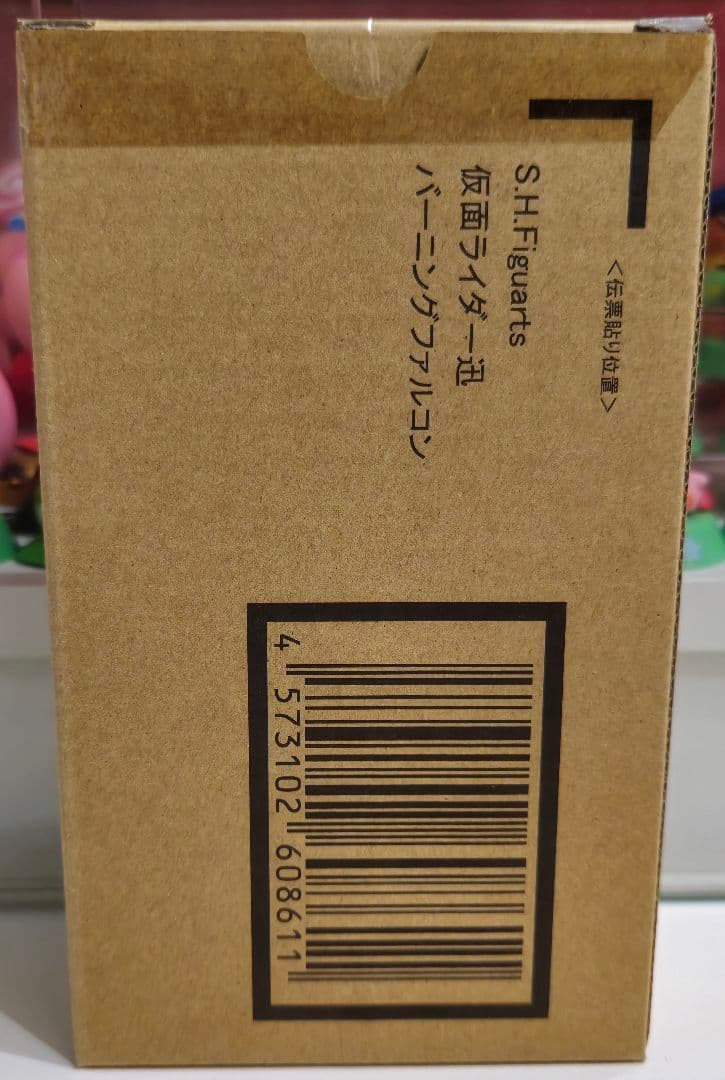 <伝票貼り位置>
S.H.Figuarts
仮面ライダー迅
バーニングファルコン
4 573102 608611